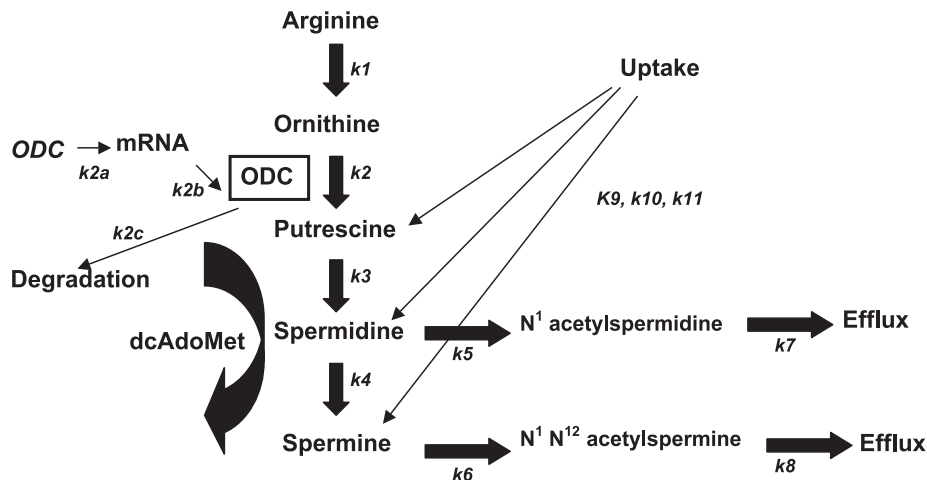 Arginine
k1
Uptake
Ornithine
ODC
mRNA
k2a
k2b
ODC
k2
K9, k10, k11
Putrescine
k2c
Degradation
k3
dcAdoMet
Spermidine
k5
N¹ acetylspermidine
k7
Efflux
k4
Spermine
k6
N¹ N¹² acetylspermine
k8
Efflux